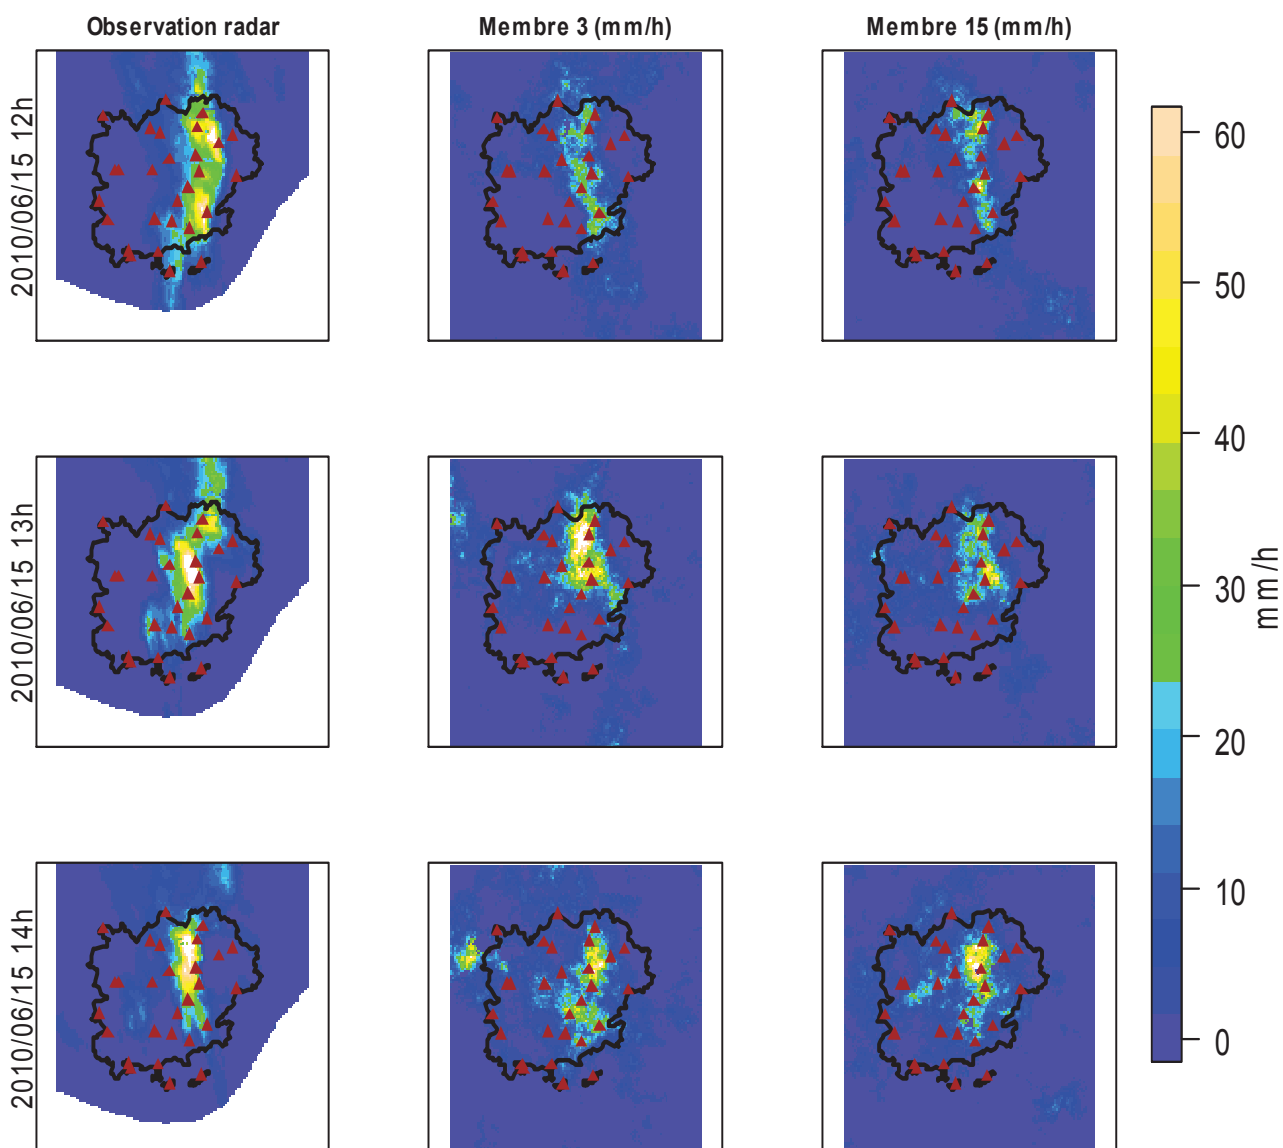 Observation radar
Membre 3 (mm/h)
Membre 15 (mm/h)
2010/06/15 12h
2010/06/15 13h
2010/06/15 14h
60
50
40
30
20
10
0
mm/h